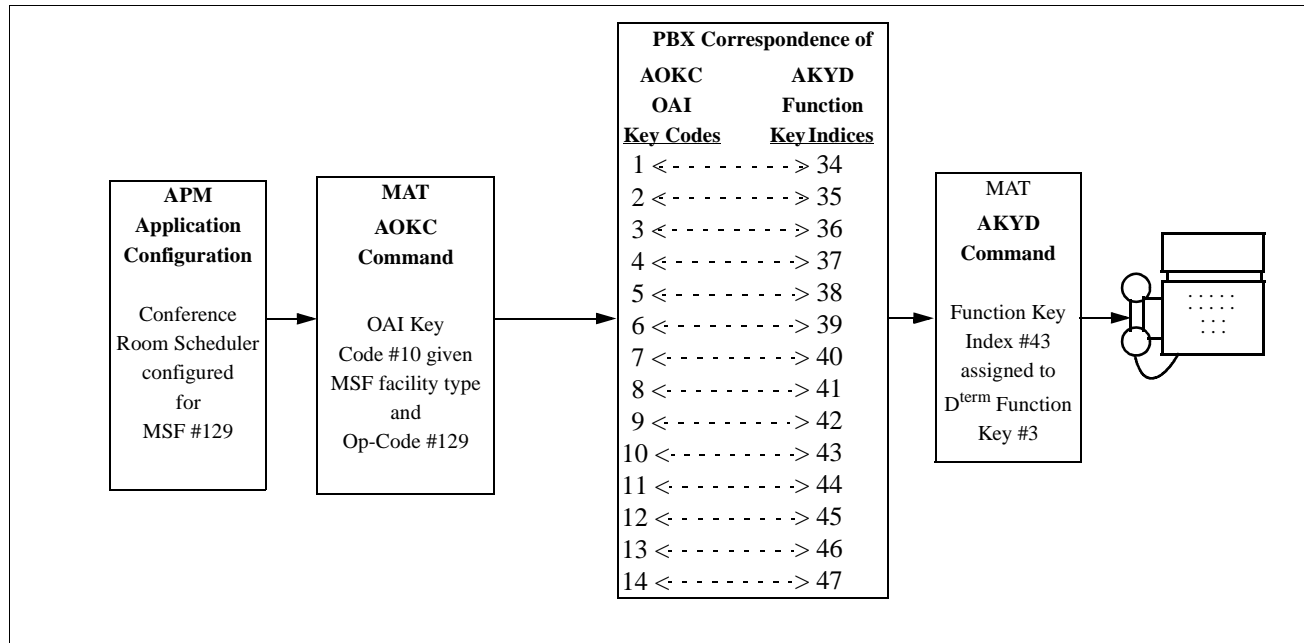 APM
Application
Configuration
Conference
Room Scheduler
configured
for
MSF #129
MAT
AOKC
Command
OAI Key
Code #10 given
MSF facility type
and
Op-Code #129
PBX Correspondence of
AOKC AKYD
OAI Function
Key Codes Key Indices
1 <- - - - - - - - -> 34
2 <- - - - - - - - -> 35
3 <- - - - - - - - -> 36
4 <- - - - - - - - -> 37
5 <- - - - - - - - -> 38
6 <- - - - - - - - -> 39
7 <- - - - - - - - -> 40
8 <- - - - - - - - -> 41
9 <- - - - - - - - -> 42
10 <- - - - - - - - -> 43
11 <- - - - - - - - -> 44
12 <- - - - - - - - -> 45
13 <- - - - - - - - -> 46
14 <- - - - - - - - -> 47
MAT
AKYD
Command
Function Key
Index #43
assigned to
Dterm Function
Key #3